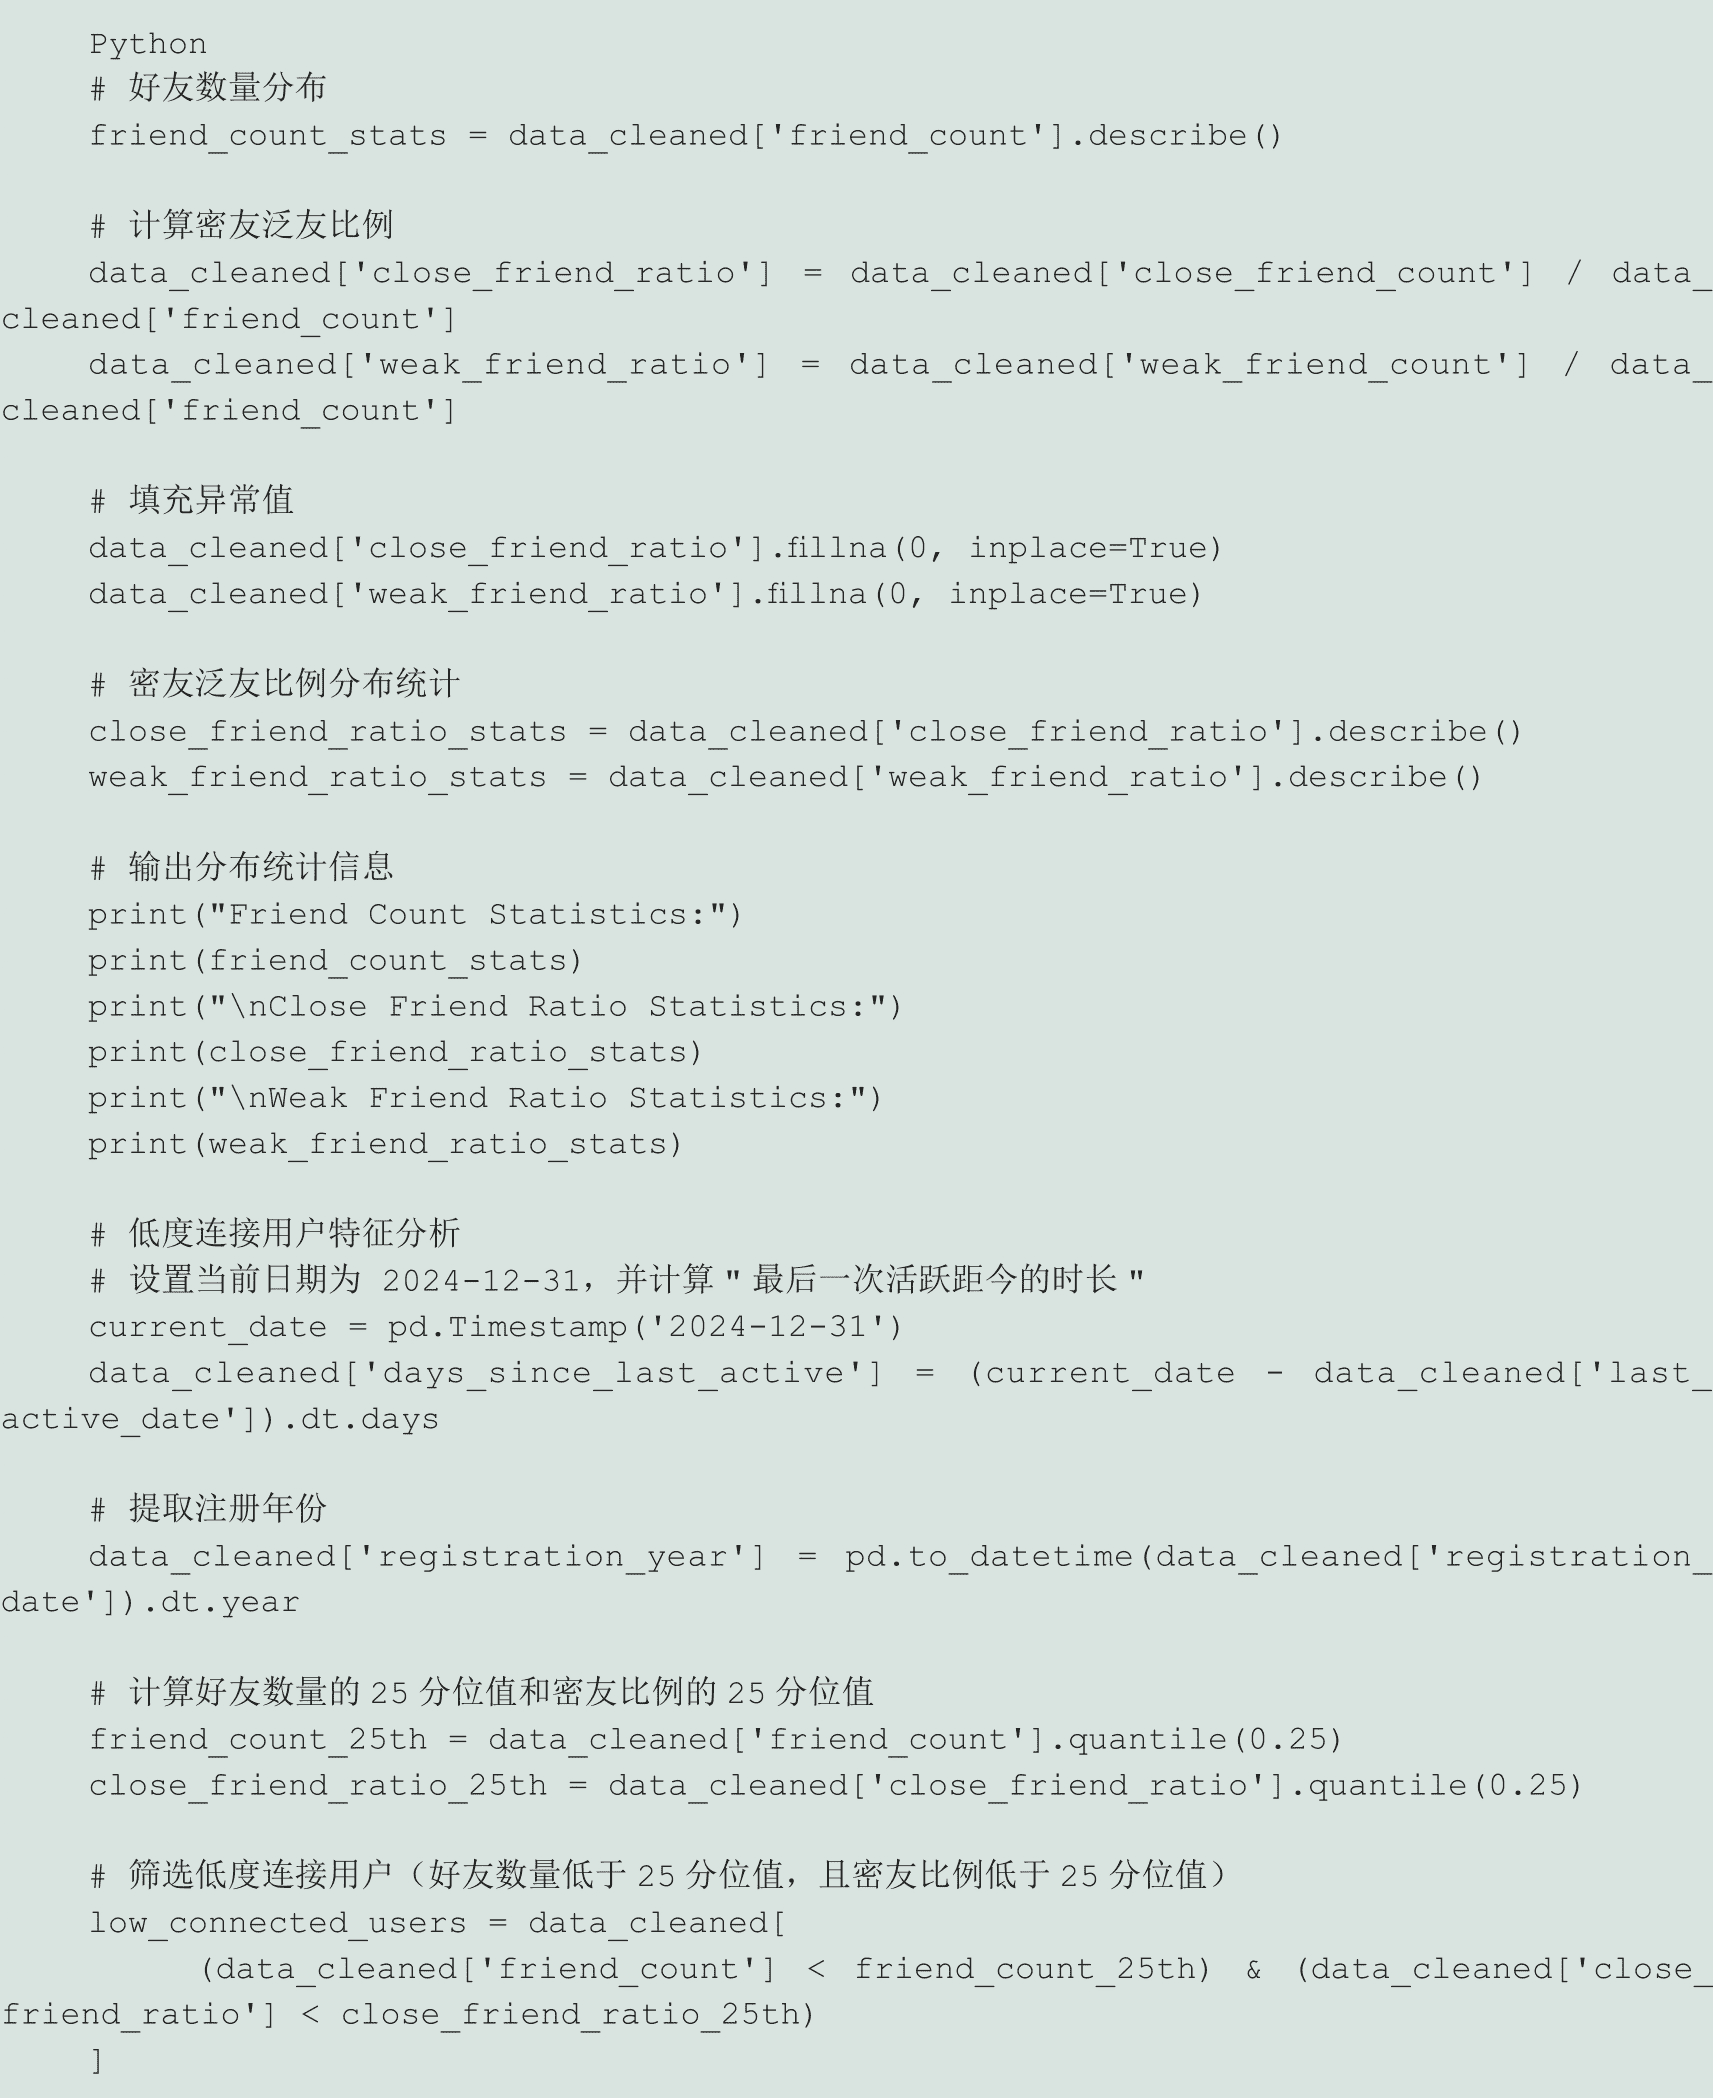 Python
# 好友数量分布
friend_count_stats = data_cleaned['friend_count'].describe()
# 计算密友泛友比例
data_cleaned['close_friend_ratio'] = data_cleaned['close_friend_count'] / data_
cleaned['friend_count']
data_cleaned['weak_friend_ratio'] = data_cleaned['weak_friend_count'] / data_
cleaned['friend_count']
# 填充异常值
data_cleaned['close_friend_ratio'].fillna(0, inplace=True)
data_cleaned['weak_friend_ratio'].fillna(0, inplace=True)
# 密友泛友比例分布统计
close_friend_ratio_stats = data_cleaned['close_friend_ratio'].describe()
weak_friend_ratio_stats = data_cleaned['weak_friend_ratio'].describe()
# 输出分布统计信息
print("Friend Count Statistics:")
print(friend_count_stats)
print("\nClose Friend Ratio Statistics:")
print(close_friend_ratio_stats)
print("\nWeak Friend Ratio Statistics:")
print(weak_friend_ratio_stats)
# 低度连接用户特征分析
# 设置当前日期为 2024-12-31，并计算 " 最后一次活跃距今的时长 "
current_date = pd.Timestamp('2024-12-31')
data_cleaned['days_since_last_active'] = (current_date - data_cleaned['last_
active_date']).dt.days
# 提取注册年份
data_cleaned['registration_year'] = pd.to_datetime(data_cleaned['registration_
date']).dt.year
# 计算好友数量的 25 分位值和密友比例的 25 分位值
friend_count_25th = data_cleaned['friend_count'].quantile(0.25)
close_friend_ratio_25th = data_cleaned['close_friend_ratio'].quantile(0.25)
# 筛选低度连接用户（好友数量低于 25 分位值，且密友比例低于 25 分位值）
low_connected_users = data_cleaned[
(data_cleaned['friend_count'] < friend_count_25th) & (data_cleaned['close_
friend_ratio'] < close_friend_ratio_25th)
]